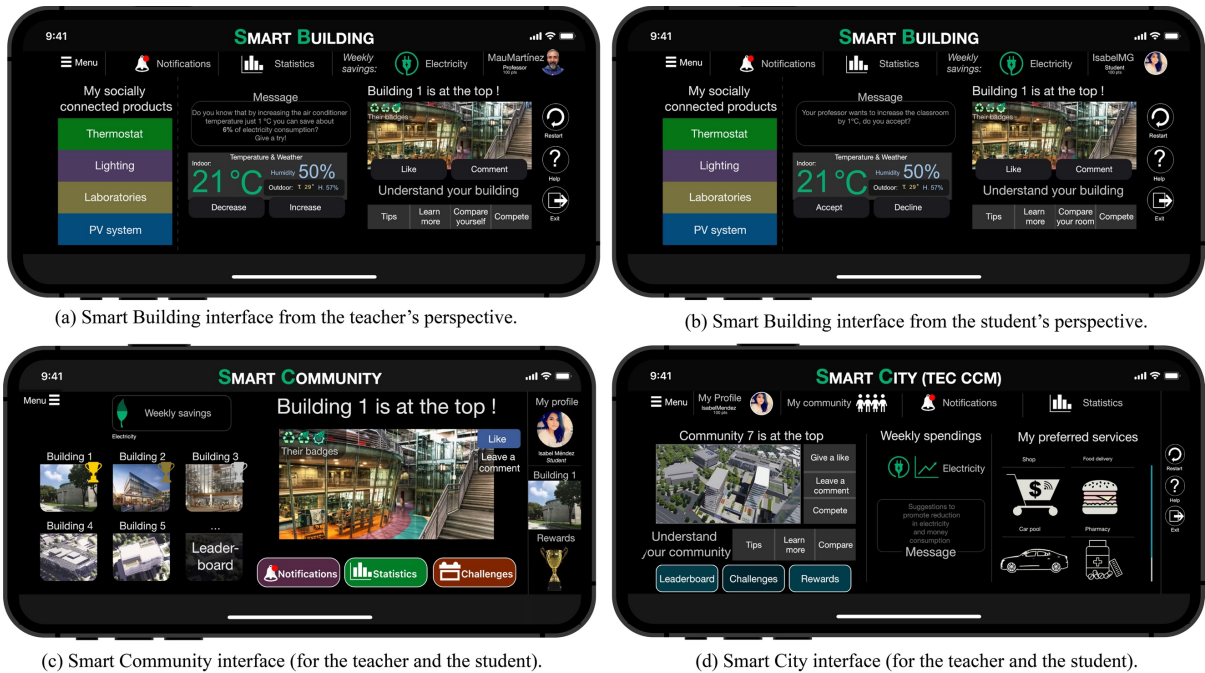 9:41
SMART BUILDING
Menu
Notifications
Statistics
Weekly
savings:
Electricity
MauMartínez
Professor
100 pts
My socially
connected products
Thermostat
Lighting
Laboratories
PV system
Message
Do you know that by increasing the air conditioner
temperature just 1 °C you can save about
6% of electricity consumption?
Give a try!
Temperature & Weather
Indoor:
21 °C
Humidity 50%
Outdoor: T. 29° H. 57%
Decrease
Increase
Building 1 is at the top !
Their badges
Like
Comment
Understand your building
Tips
Learn
more
Compare
yourself
Compete
Restart
Help
Exit
(a) Smart Building interface from the teacher’s perspective.
9:41
SMART BUILDING
Menu
Notifications
Statistics
Weekly
savings:
Electricity
IsabelMG
Student
100 pts
My socially
connected products
Thermostat
Lighting
Laboratories
PV system
Message
Your professor wants to increase the classroom
by 1°C, do you accept?
Temperature & Weather
Indoor:
21 °C
Humidity 50%
Outdoor: T. 29° H. 57%
Accept
Decline
Building 1 is at the top !
Their badges
Like
Comment
Understand your building
Tips
Learn
more
Compare
your room
Compete
Restart
Help
Exit
(b) Smart Building interface from the student’s perspective.
9:41
SMART COMMUNITY
Menu
Weekly savings
Electricity
Building 1
Building 2
Building 3
Building 4
Building 5
...
Leader-
board
Building 1 is at the top !
Their badges
Like
Leave a
comment
Notifications
Statistics
Challenges
My profile
Isabel Méndez
Student
Building 1
Rewards
(c) Smart Community interface (for the teacher and the student).
9:41
SMART CITY (TEC CCM)
Menu
My Profile
IsabelMendez
100 pts
My community
Notifications
Statistics
Community 7 is at the top
Give a like
Leave a
comment
Compete
Understand
your community
Tips
Learn
more
Compare
Leaderboard
Challenges
Rewards
Weekly spendings
Electricity
Suggestions to
promote reduction
in electricity
and money
consumption
Message
My preferred services
Shop
Food delivery
$
Car pool
Pharmacy
Restart
Help
Exit
(d) Smart City interface (for the teacher and the student).